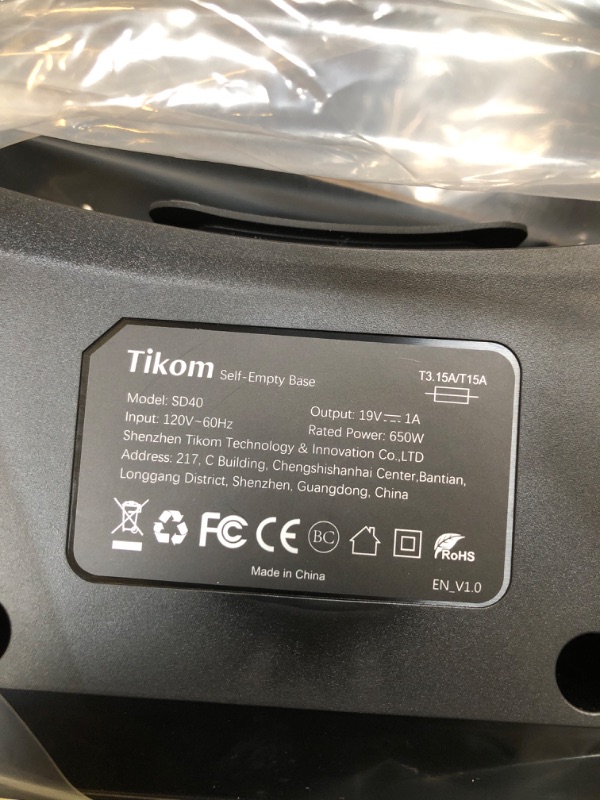 Tikom Self-Empty Base
T3.15A/T15A
Model: SD40
Output: 19V⎓1A
Input: 120V~60Hz
Rated Power: 650W
Shenzhen Tikom Technology & Innovation Co.,LTD
Address: 217, C Building, Chengshishanhai Center,Bantian,
Longgang District, Shenzhen, Guangdong, China
FC CE BC RoHS
Made in China
EN_V1.0